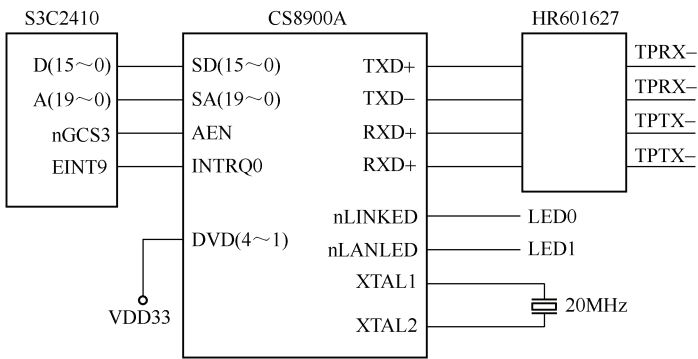 S3C2410
CS8900A
HR601627
D(15～0)
A(19～0)
nGCS3
EINT9
SD(15～0)
SA(19～0)
AEN
INTRQ0
DVD(4～1)
VDD33
TXD+
TXD–
RXD+
RXD+
nLINKED
nLANLED
XTAL1
XTAL2
TPRX–
TPRX–
TPTX–
TPTX–
LED0
LED1
20MHz